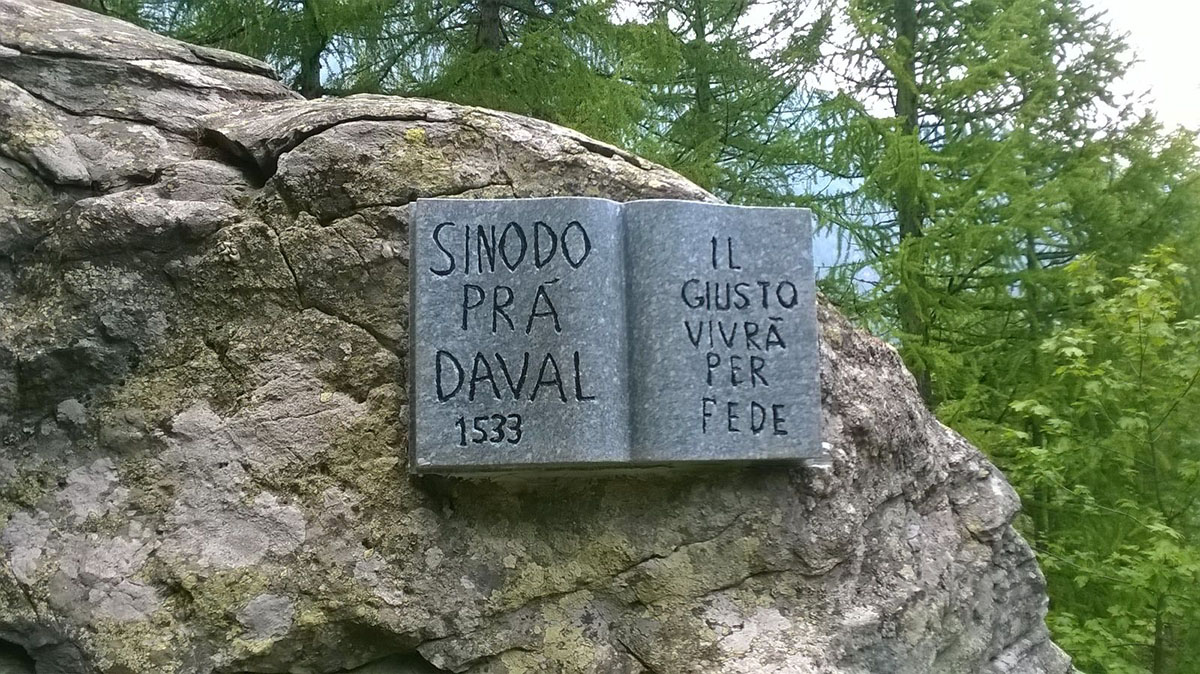 SINODO
PRÁ
DAVAL
1533
IL
GIUSTO
VIVRÃ
PER
FEDE